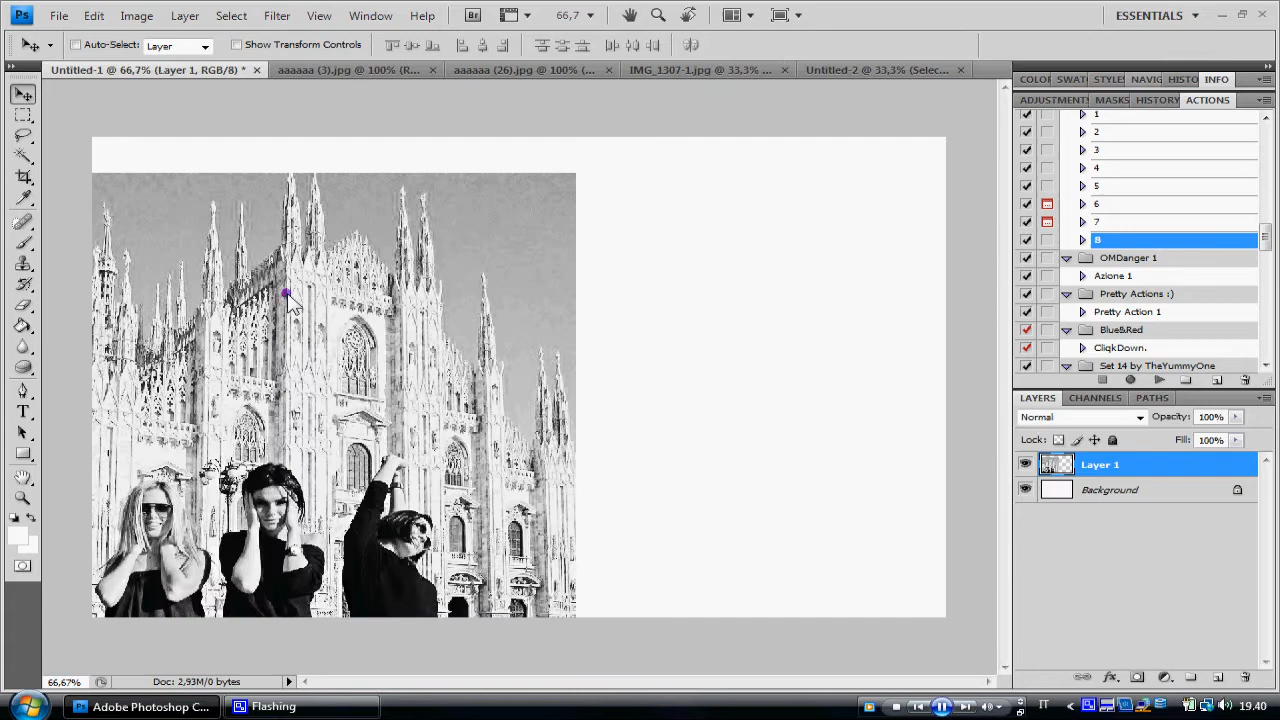 Ps File Edit Image Layer Select Filter View Window Help Br 66,7 ESSENTIALS
Auto-Select: Layer Show Transform Controls
Untitled-1 @ 66,7% (Layer 1, RGB/8) * aaaaaa (3).jpg @ 100% (R... aaaaaa (26).jpg @ 100% (... IMG_1307-1.jpg @ 33,3% ... Untitled-2 @ 33,3% (Selec...
COLOR SWATC STYLES NAVIG HISTO INFO
ADJUSTMENTS MASKS HISTORY ACTIONS
1
2
3
4
5
6
7
8
OMDanger 1
Azione 1
Pretty Actions :)
Pretty Action 1
Blue&Red
CliqkDown.
Set 14 by TheYummyOne
LAYERS CHANNELS PATHS
Normal Opacity: 100%
Lock: Fill: 100%
Layer 1
Background
66,67% Doc: 2,93M/0 bytes
Ps Adobe Photoshop C... Flashing IT 19.40